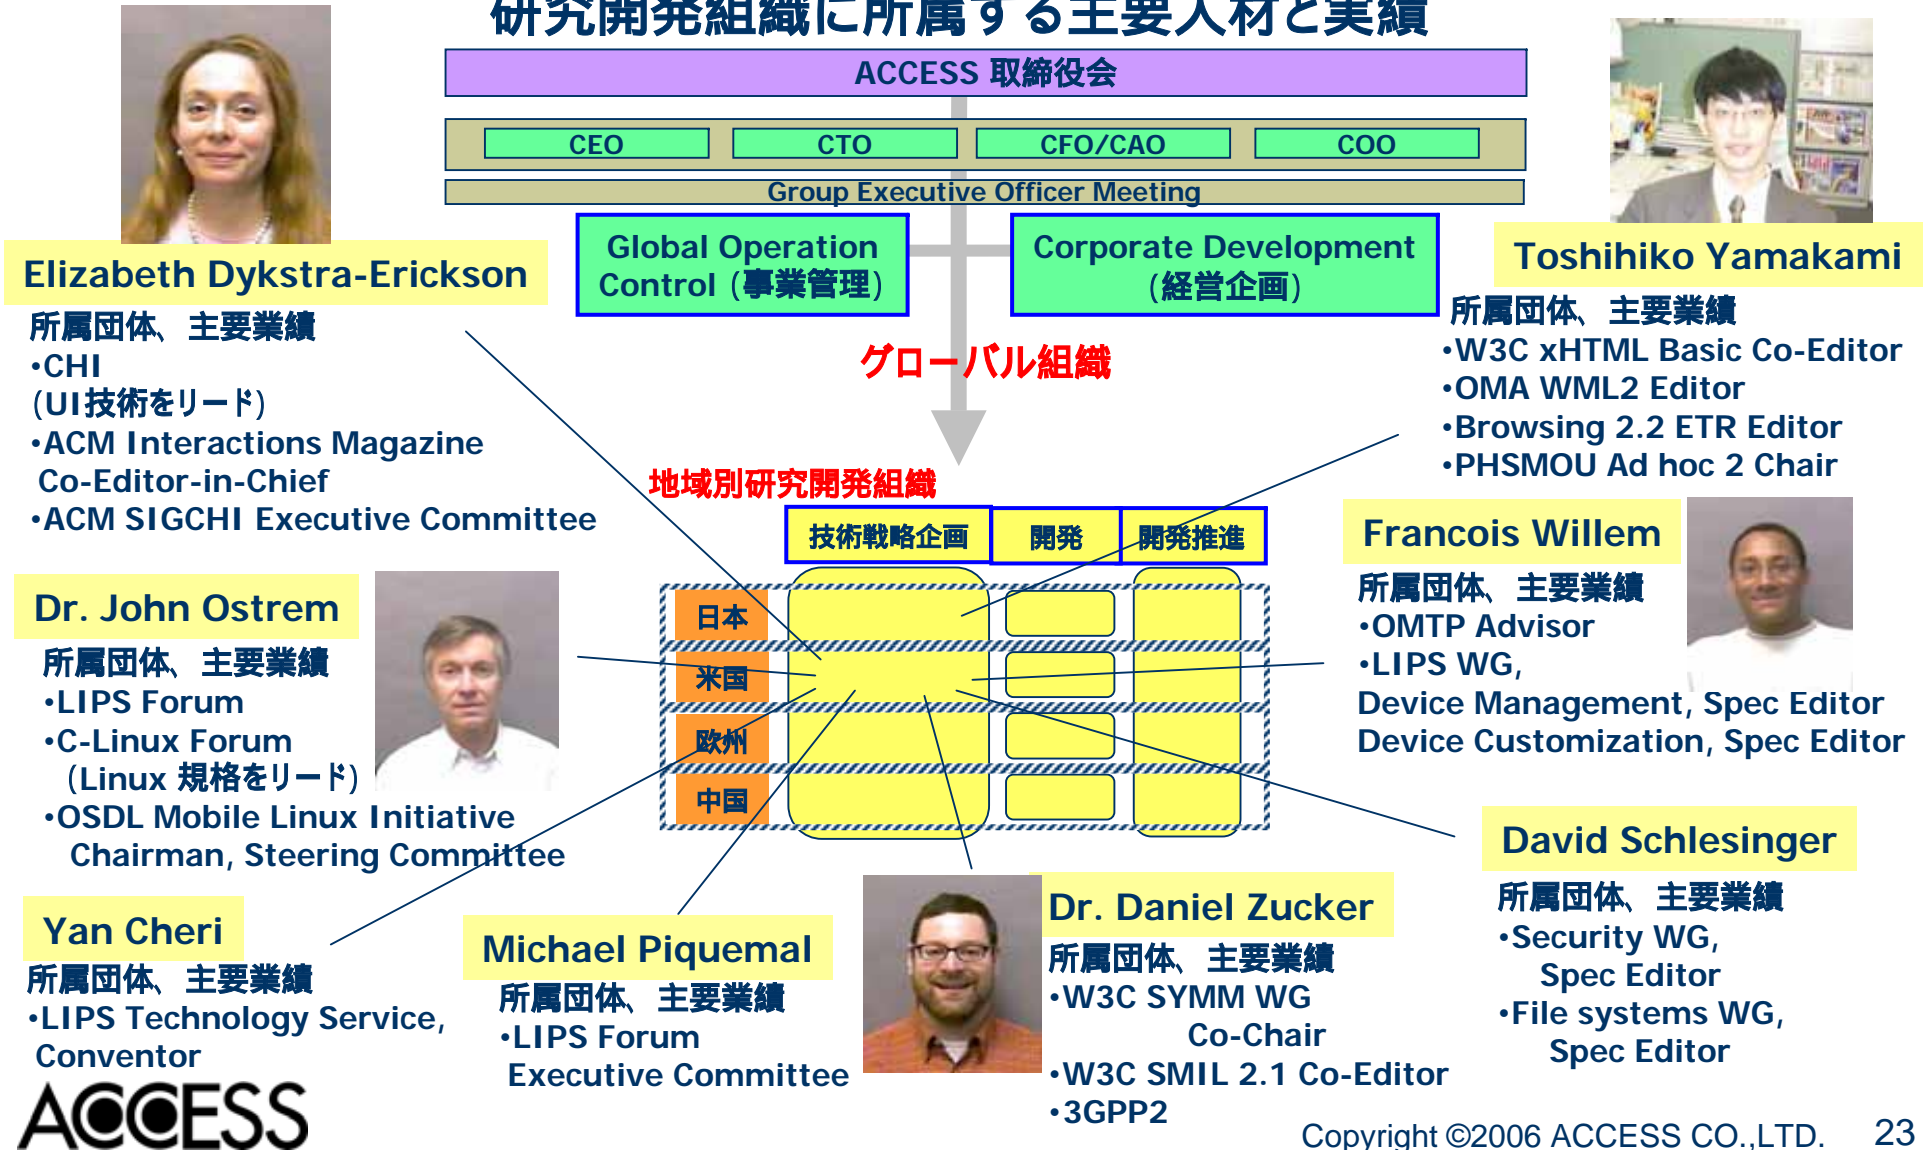 研究開発組織に所属する主要人材と実績
ACCESS 取締役会
CEO
CTO
CFO/CAO
COO
Group Executive Officer Meeting
Global Operation
Control (事業管理)
Corporate Development
(経営企画)
グローバル組織
Elizabeth Dykstra-Erickson
所属団体、主要業績
・CHI
(UI技術をリード)
・ACM Interactions Magazine
Co-Editor-in-Chief
・ACM SIGCHI Executive Committee
Toshihiko Yamakami
所属団体、主要業績
・W3C xHTML Basic Co-Editor
・OMA WML2 Editor
・Browsing 2.2 ETR Editor
・PHSMOU Ad hoc 2 Chair
地域別研究開発組織
技術戦略企画
開発
開発推進
日本
米国
欧州
中国
Francois Willem
所属団体、主要業績
・OMTP Advisor
・LIPS WG,
Device Management, Spec Editor
Device Customization, Spec Editor
Dr. John Ostrem
所属団体、主要業績
・LIPS Forum
・C-Linux Forum
(Linux 規格をリード)
・OSDL Mobile Linux Initiative
Chairman, Steering Committee
David Schlesinger
所属団体、主要業績
・Security WG,
Spec Editor
・File systems WG,
Spec Editor
Yan Cheri
所属団体、主要業績
・LIPS Technology Service,
Conventor
Michael Piquemal
所属団体、主要業績
・LIPS Forum
Executive Committee
Dr. Daniel Zucker
所属団体、主要業績
・W3C SYMM WG
Co-Chair
・W3C SMIL 2.1 Co-Editor
・3GPP2
ACCESS
Copyright ©2006 ACCESS CO.,LTD.
23